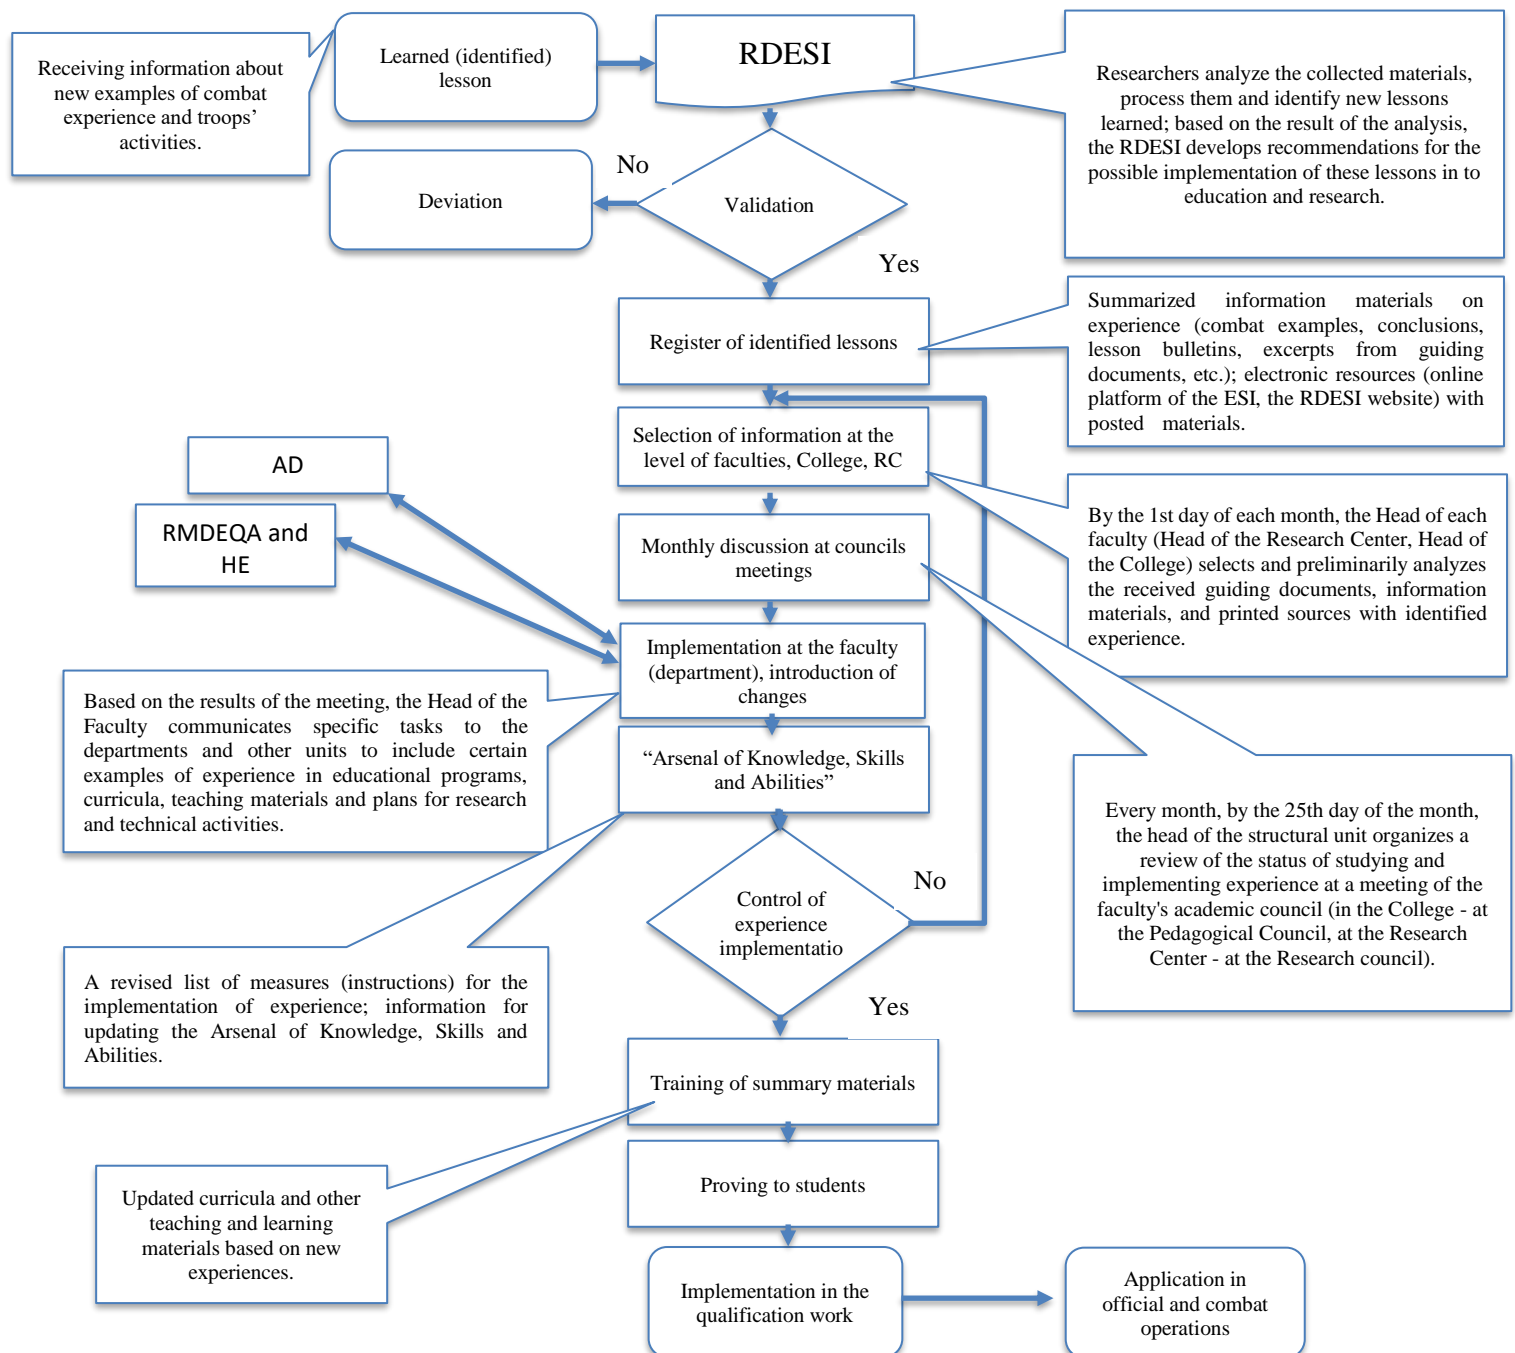 Learned (identified)
lesson
RDESI
Receiving information about
new examples of combat
experience and troops’
activities.
Researchers analyze the collected materials,
process them and identify new lessons
learned; based on the result of the analysis,
the RDESI develops recommendations for the
possible implementation of these lessons in to
education and research.
No
Deviation
Validation
Yes
Register of identified lessons
Summarized information materials on
experience (combat examples, conclusions,
lesson bulletins, excerpts from guiding
documents, etc.); electronic resources (online
platform of the ESI, the RDESI website) with
posted materials.
Selection of information at the
level of faculties, College, RC
AD
RMDEQA and
HE
By the 1st day of each month, the Head of each
faculty (Head of the Research Center, Head of
the College) selects and preliminarily analyzes
the received guiding documents, information
materials, and printed sources with identified
experience.
Monthly discussion at councils
meetings
Implementation at the faculty
(department), introduction of
changes
Based on the results of the meeting, the Head of the
Faculty communicates specific tasks to the
departments and other units to include certain
examples of experience in educational programs,
curricula, teaching materials and plans for research
and technical activities.
“Arsenal of Knowledge, Skills
and Abilities”
Every month, by the 25th day of the month,
the head of the structural unit organizes a
review of the status of studying and
implementing experience at a meeting of the
faculty's academic council (in the College - at
the Pedagogical Council, at the Research
Center - at the Research council).
No
Control of
experience
implementatio
A revised list of measures (instructions) for the
implementation of experience; information for
updating the Arsenal of Knowledge, Skills and
Abilities.
Yes
Training of summary materials
Proving to students
Updated curricula and other
teaching and learning
materials based on new
experiences.
Implementation in the
qualification work
Application in
official and combat
operations